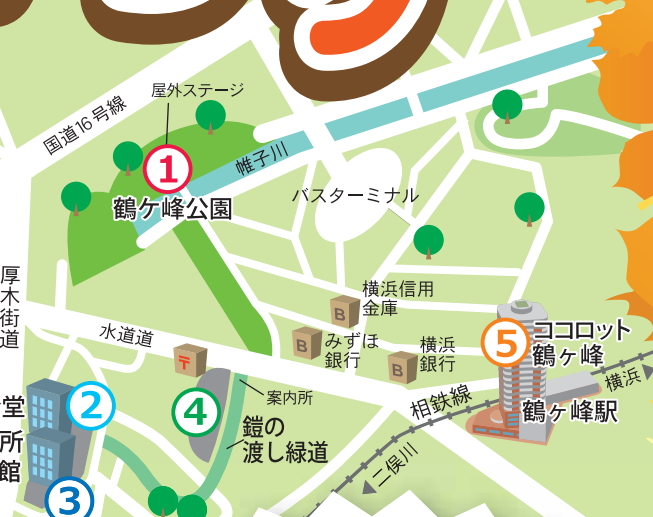 屋外ステージ
国道16号線
1
帷子川
鶴ケ峰公園
バスターミナル
厚木街道
横浜信用
金庫
B
水道道
〒
B
みずほ
銀行
B
横浜
銀行
5
ココロット
鶴ヶ峰
横浜
案内所
相鉄線
鶴ヶ峰駅
堂
2
4
鎧の
渡し緑道
所
館
二俣川
3